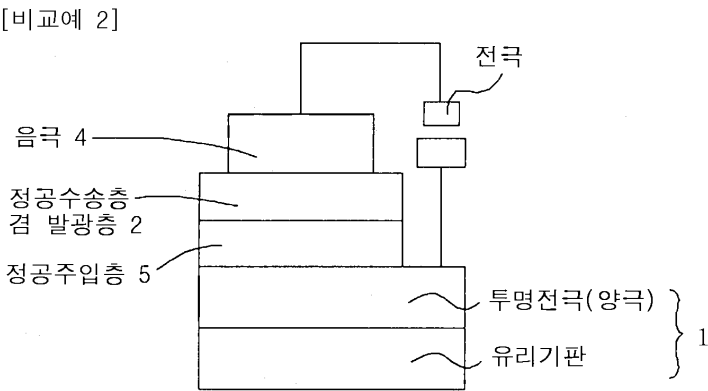 [비교예 2]
전극
음극 4
정공수송층
겸 발광층 2
정공주입층 5
투명전극(양극)
1
유리기판